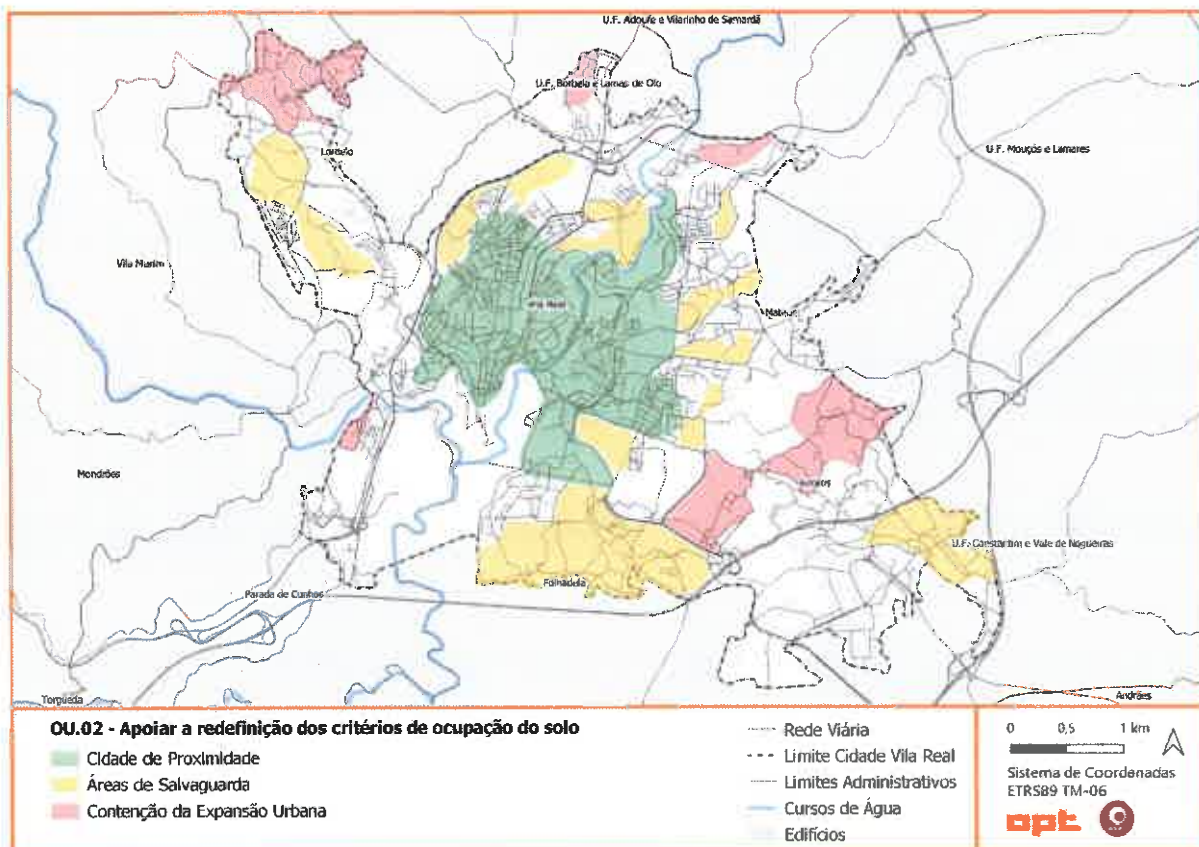 U.F. Adoufe e Vilarinho de Samardã
U.F. Borbela e Lamas de Olo
U.F. Mouçós e Lamares
Lordelo
Vila Marim
Vila Real
Mateus
Mondrões
Arroios
U.F. Constantim e Vale de Nogueiras
Folhadela
Parada de Cunhos
Torgueda
Andrães
OU.02 - Apoiar a redefinição dos critérios de ocupação do solo
Cidade de Proximidade
Áreas de Salvaguarda
Contenção da Expansão Urbana
Rede Viária
Limite Cidade Vila Real
Limites Administrativos
Cursos de Água
Edifícios
0 0,5 1 km
Sistema de Coordenadas
ETRS89 TM-06
opt